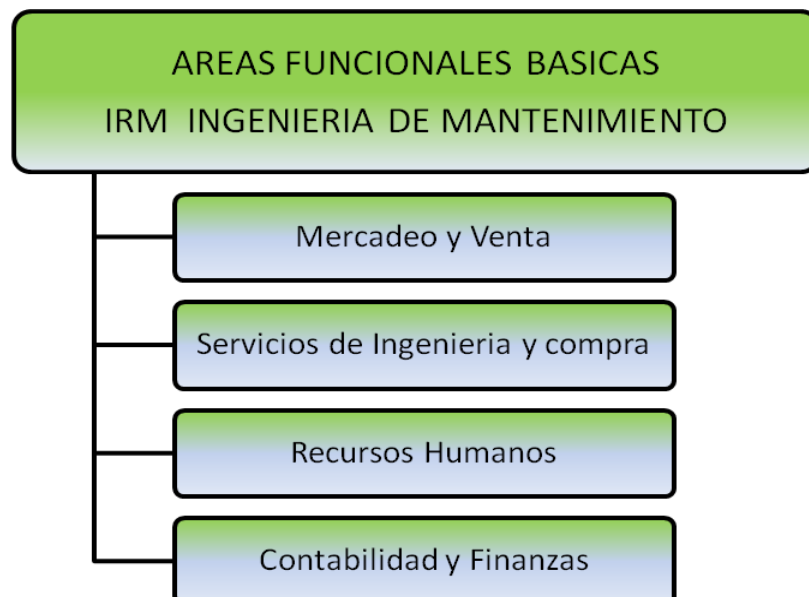 AREAS FUNCIONALES BASICAS
IRM INGENIERIA DE MANTENIMIENTO
Mercadeo y Venta
Servicios de Ingenieria y compra
Recursos Humanos
Contabilidad y Finanzas